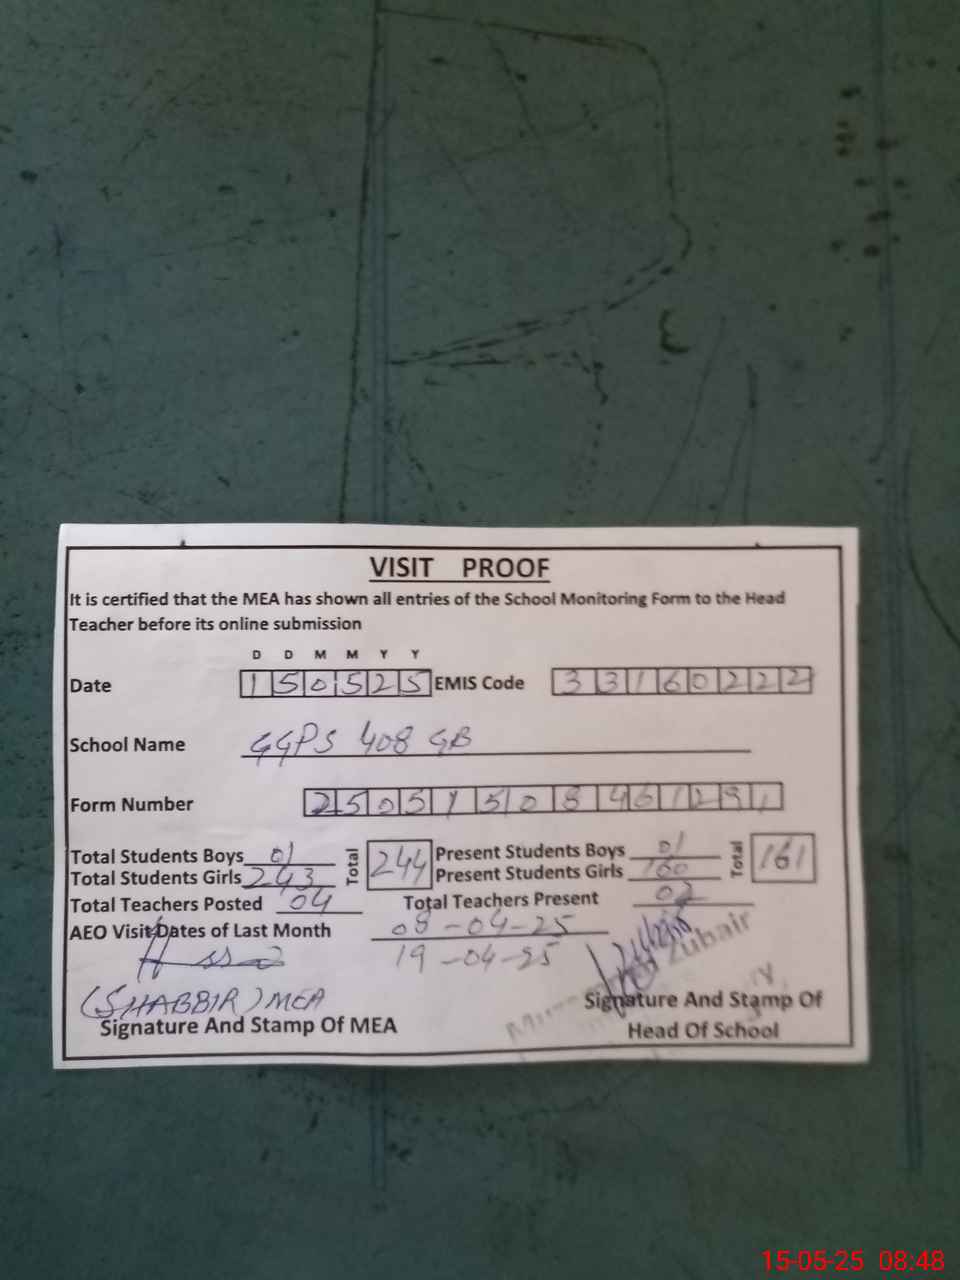 VISIT PROOF
It is certified that the MEA has shown all entries of the School Monitoring Form to the Head
Teacher before its online submission
D D M M Y Y
Date 150525 EMIS Code 33160222
School Name GGPS 408 GB
Form Number
Total Students Boys 01 Total 244 Present Students Boys 01 Total 161
Total Students Girls 243 Present Students Girls 160
Total Teachers Posted 04 Total Teachers Present 02
AEO Visit Dates of Last Month 08-04-25
19-04-25
Zubair
(SHABBIR) MEA
Signature And Stamp Of MEA
Signature And Stamp Of
Head Of School
15-05-25 08:48